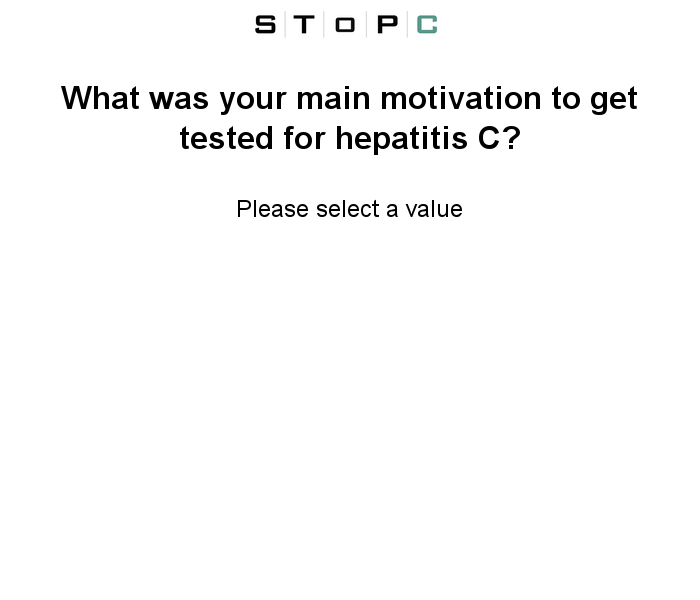 S T O P C
What was your main motivation to get
tested for hepatitis C?
Please select a value